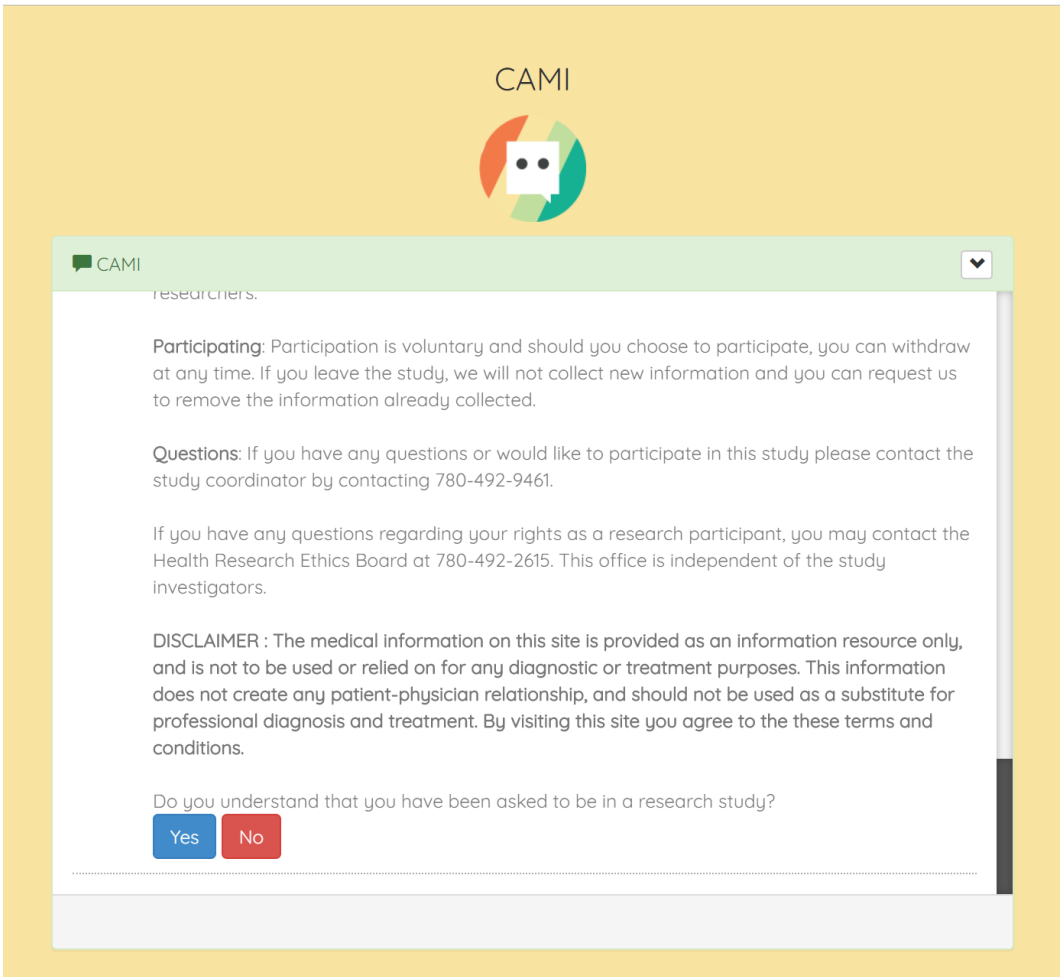 CAMI
CAMI
researchers.
Participating: Participation is voluntary and should you choose to participate, you can withdraw
at any time. If you leave the study, we will not collect new information and you can request us
to remove the information already collected.
Questions: If you have any questions or would like to participate in this study please contact the
study coordinator by contacting 780-492-9461.
If you have any questions regarding your rights as a research participant, you may contact the
Health Research Ethics Board at 780-492-2615. This office is independent of the study
investigators.
DISCLAIMER : The medical information on this site is provided as an information resource only,
and is not to be used or relied on for any diagnostic or treatment purposes. This information
does not create any patient-physician relationship, and should not be used as a substitute for
professional diagnosis and treatment. By visiting this site you agree to the these terms and
conditions.
Do you understand that you have been asked to be in a research study?
Yes No